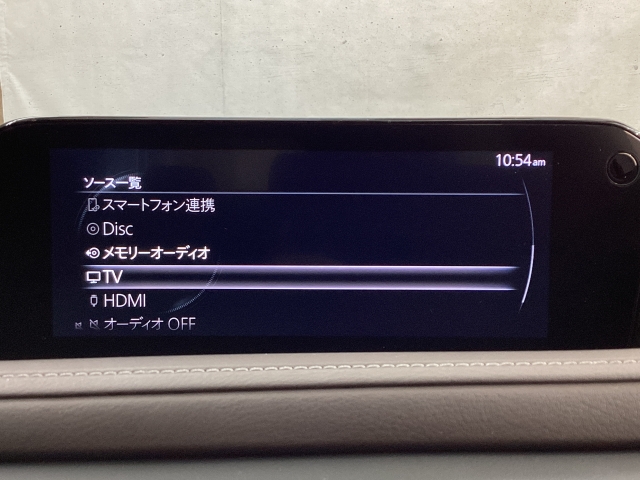 10:54am
ソース一覧
スマートフォン連携
Disc
メモリーオーディオ
TV
HDMI
オーディオ OFF